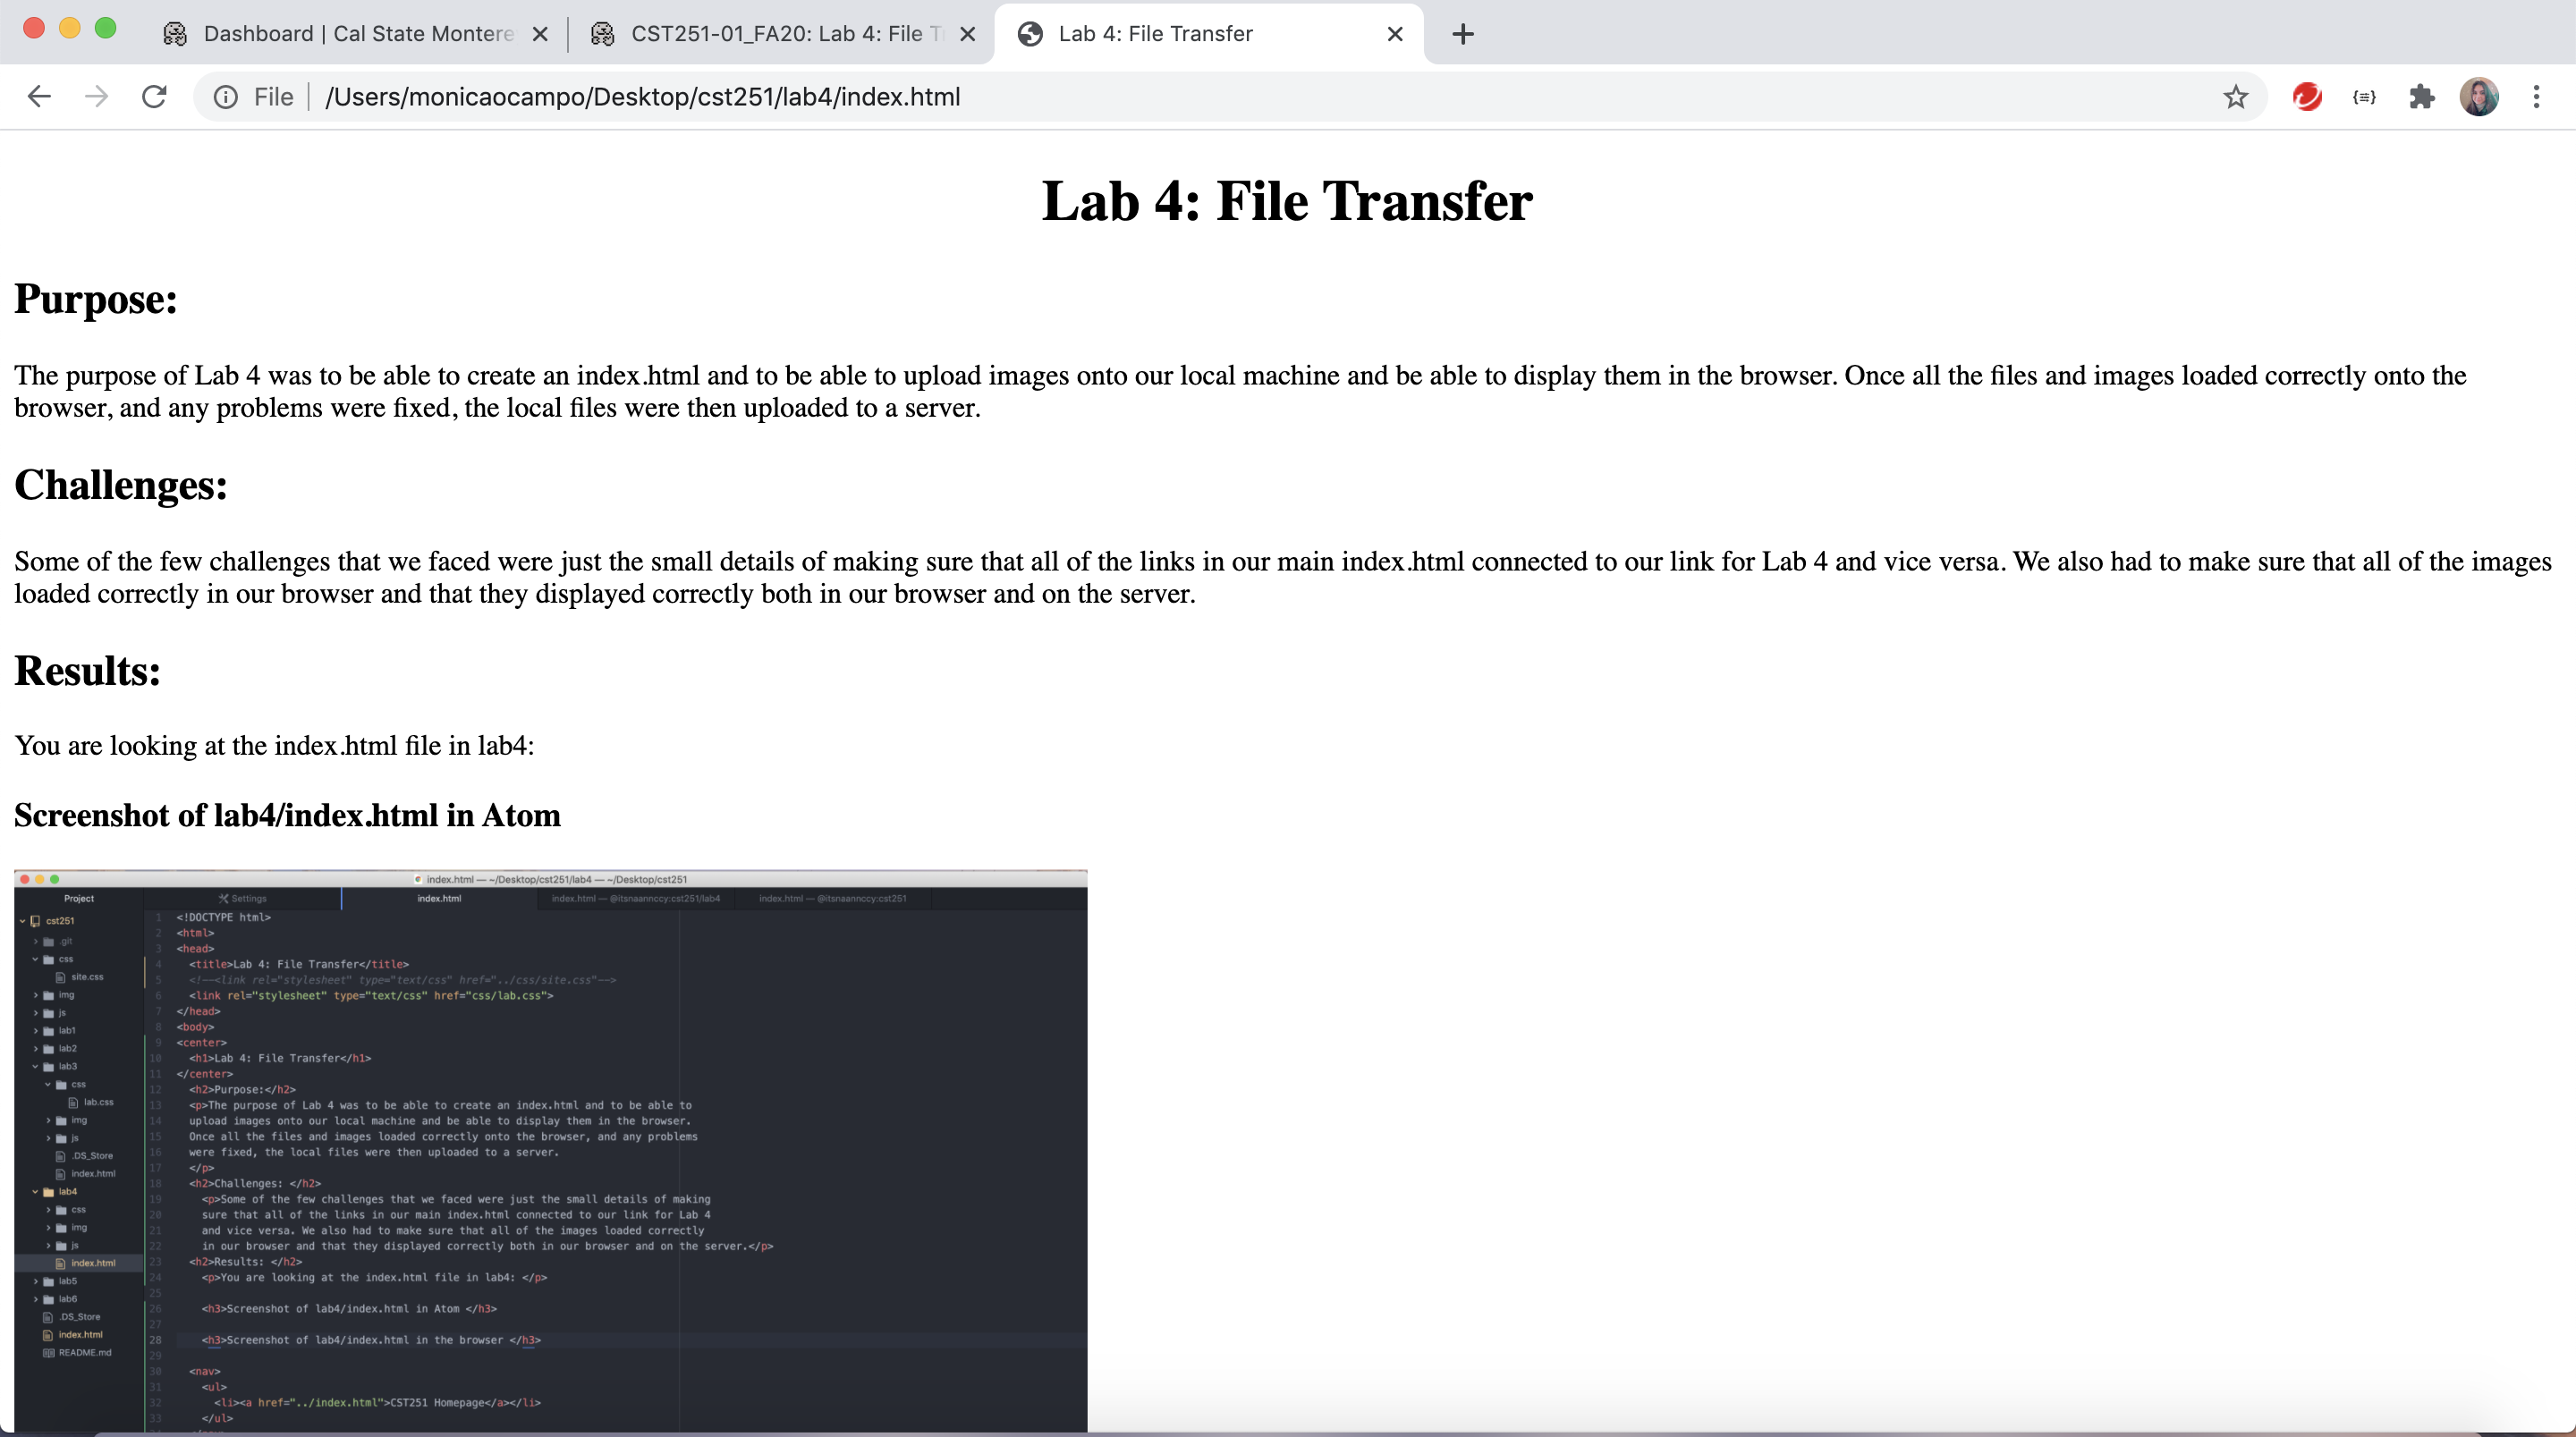 Dashboard | Cal State Montere
CST251-01_FA20: Lab 4: File T
Lab 4: File Transfer
File /Users/monicaocampo/Desktop/cst251/lab4/index.html
Lab 4: File Transfer
Purpose:
The purpose of Lab 4 was to be able to create an index.html and to be able to upload images onto our local machine and be able to display them in the browser. Once all the files and images loaded correctly onto the
browser, and any problems were fixed, the local files were then uploaded to a server.
Challenges:
Some of the few challenges that we faced were just the small details of making sure that all of the links in our main index.html connected to our link for Lab 4 and vice versa. We also had to make sure that all of the images
loaded correctly in our browser and that they displayed correctly both in our browser and on the server.
Results:
You are looking at the index.html file in lab4:
Screenshot of lab4/index.html in Atom
index.html — ~/Desktop/cst251/lab4 — ~/Desktop/cst251
Project
Settings
index.html
index.html — @itsnaannccy:cst251/lab4
index.html — @itsnaannccy:cst251
cst251
.git
css
site.css
img
js
lab1
lab2
lab3
css
lab.css
img
js
.DS_Store
index.html
lab4
css
img
js
index.html
lab5
lab6
.DS_Store
index.html
README.md
1 <!DOCTYPE html>
2 <html>
3 <head>
4 <title>Lab 4: File Transfer</title>
5 <!--<link rel="stylesheet" type="text/css" href="../css/site.css"-->
6 <link rel="stylesheet" type="text/css" href="css/lab.css">
7 </head>
8 <body>
9 <center>
10 <h1>Lab 4: File Transfer</h1>
11 </center>
12 <h2>Purpose:</h2>
13 <p>The purpose of Lab 4 was to be able to create an index.html and to be able to
14 upload images onto our local machine and be able to display them in the browser.
15 Once all the files and images loaded correctly onto the browser, and any problems
16 were fixed, the local files were then uploaded to a server.
17 </p>
18 <h2>Challenges: </h2>
19 <p>Some of the few challenges that we faced were just the small details of making
20 sure that all of the links in our main index.html connected to our link for Lab 4
21 and vice versa. We also had to make sure that all of the images loaded correctly
22 in our browser and that they displayed correctly both in our browser and on the server.</p>
23 <h2>Results: </h2>
24 <p>You are looking at the index.html file in lab4: </p>
25
26 <h3>Screenshot of lab4/index.html in Atom </h3>
27
28 <h3>Screenshot of lab4/index.html in the browser </h3>
29
30 <nav>
31 <ul>
32 <li><a href="../index.html">CST251 Homepage</a></li>
33 </ul>